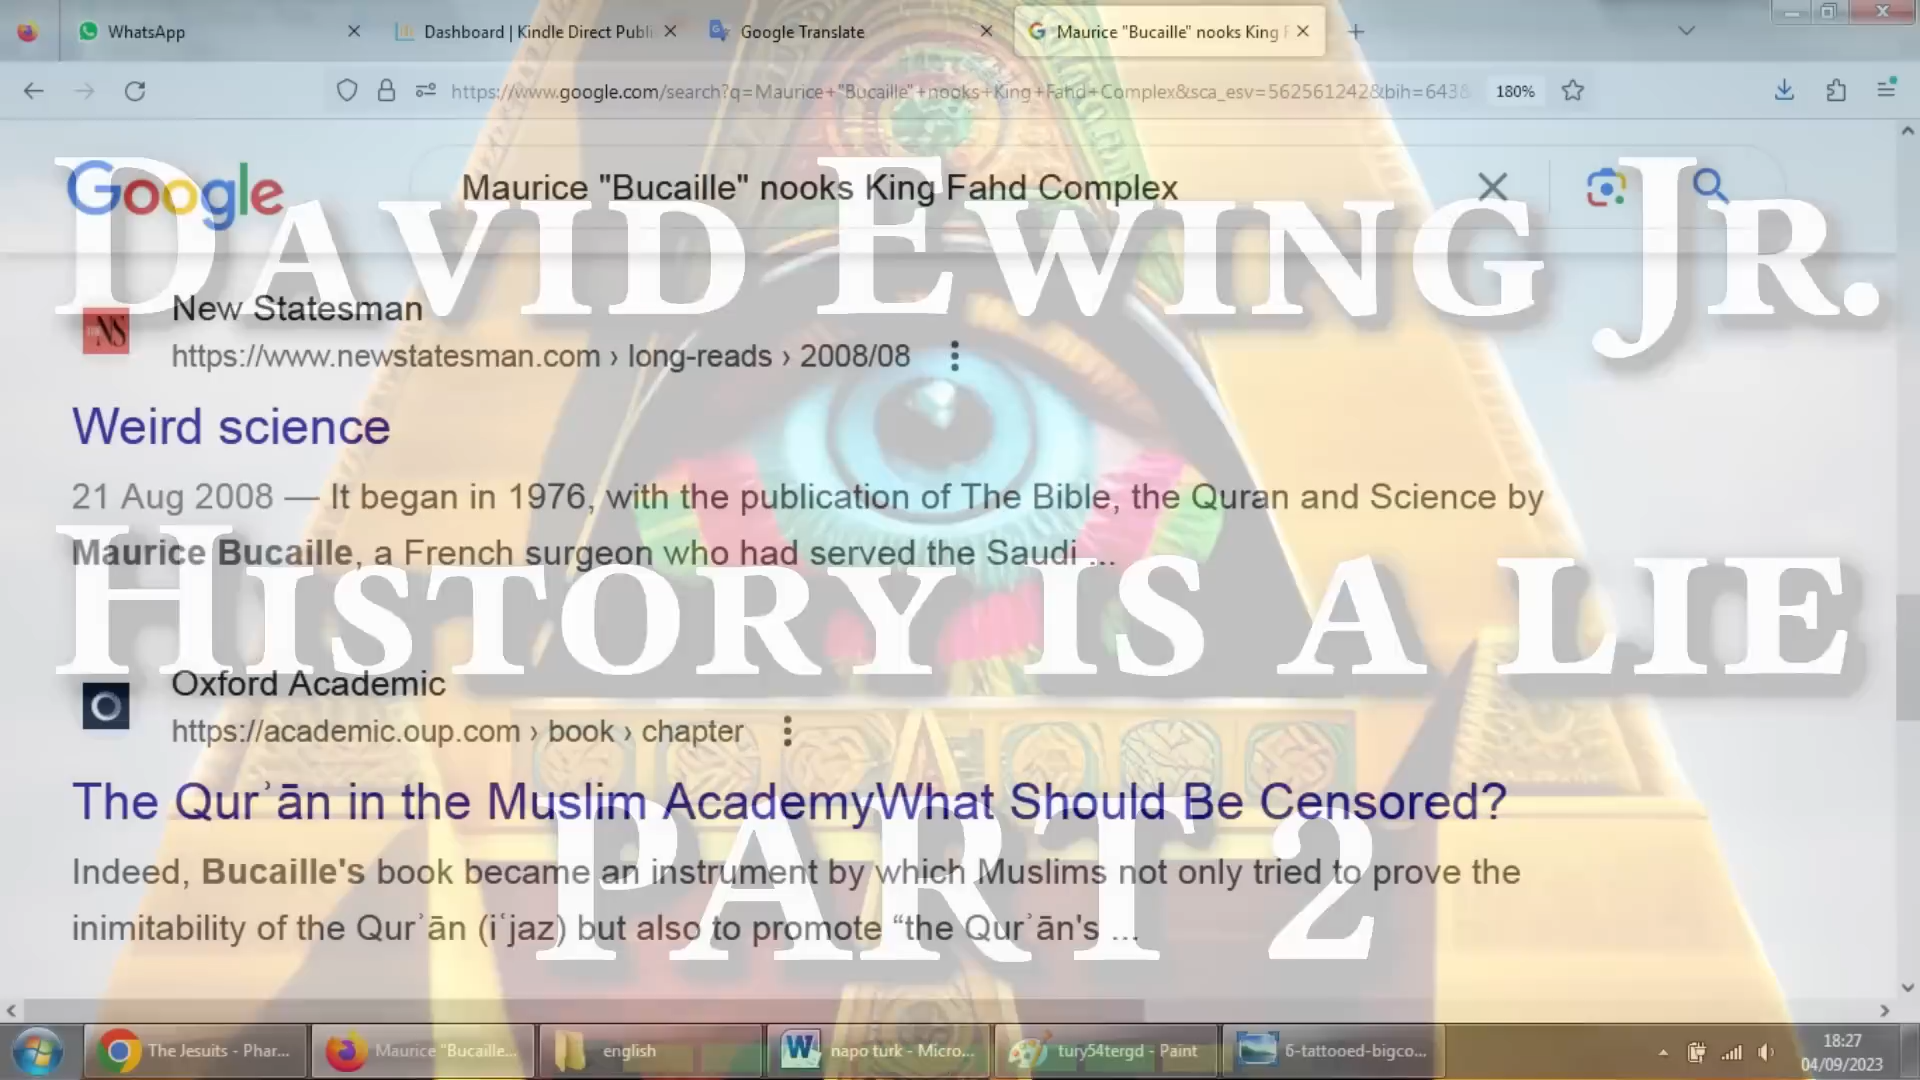 WhatsApp
Dashboard | Kindle Direct Publi
Google Translate
Maurice "Bucaille" nooks King F
https://www.google.com/search?q=Maurice+"Bucaille"+nooks+King+Fahd+Complex&sca_esv=562561242&bih=643
180%
Google
Maurice "Bucaille" nooks King Fahd Complex
David Ewing Jr.
New Statesman
https://www.newstatesman.com › long-reads › 2008/08
Weird science
21 Aug 2008 — It began in 1976, with the publication of The Bible, the Quran and Science by
Maurice Bucaille, a French surgeon who had served the Saudi ...
History is a lie
Oxford Academic
https://academic.oup.com › book › chapter
The Qurʾān in the Muslim AcademyWhat Should Be Censored?
Part 2
Indeed, Bucaille's book became an instrument by which Muslims not only tried to prove the
inimitability of the Qurʾān (iʿjaz) but also to promote “the Qurʾān's ...
The Jesuits - Phar...
Maurice "Bucaille...
english
napo turk - Micro...
tury54tergd - Paint
6-tattooed-bigco...
18:27
04/09/2023